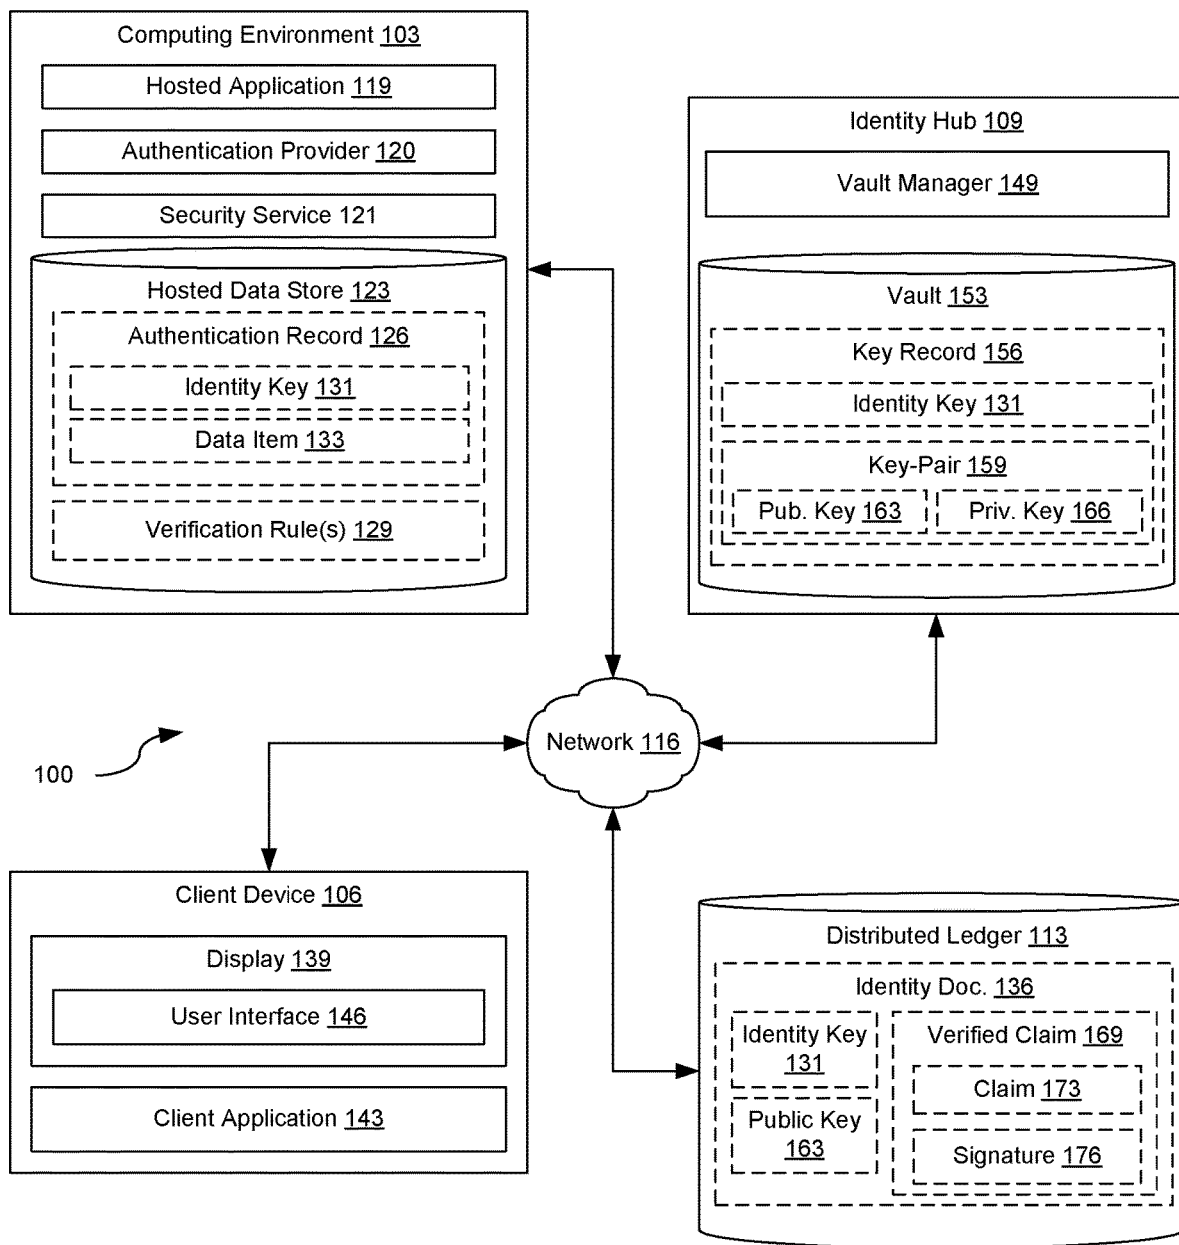 Computing Environment 103
Hosted Application 119
Authentication Provider 120
Security Service 121
Hosted Data Store 123
Authentication Record 126
Identity Key 131
Data Item 133
Verification Rule(s) 129
Identity Hub 109
Vault Manager 149
Vault 153
Key Record 156
Identity Key 131
Key-Pair 159
Pub. Key 163
Priv. Key 166
Network 116
100
Client Device 106
Display 139
User Interface 146
Client Application 143
Distributed Ledger 113
Identity Doc. 136
Identity Key
131
Public Key
163
Verified Claim 169
Claim 173
Signature 176